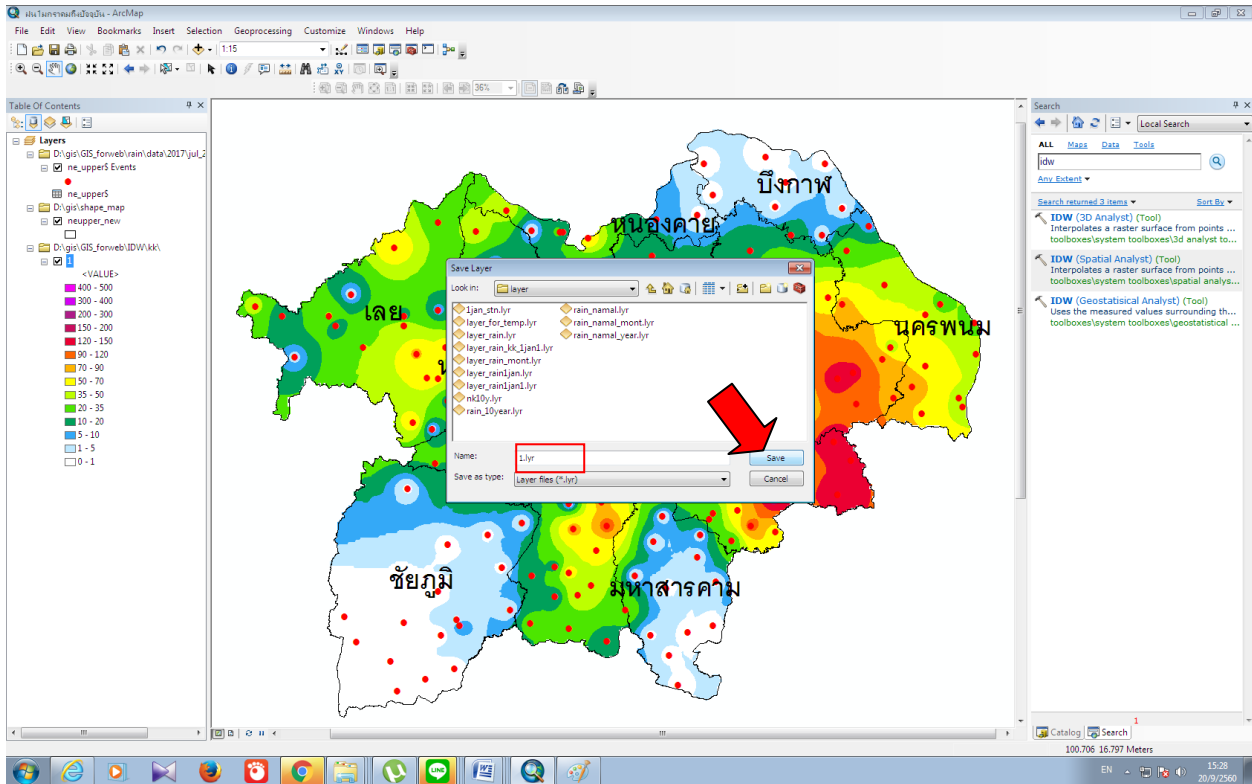 ฝนใหม่กราคมถึงปัจจุบัน - ArcMap
File Edit View Bookmarks Insert Selection Geoprocessing Customize Windows Help
1:15
36%
Table Of Contents
Layers
D:\gis\GIS_forweb\rain\data\2017\jul_2
ne_upper$ Events
ne_upper$
D:\gis\shape_map
neupper_new
D:\gis\GIS_forweb\IDW\kk\
1
<VALUE>
400 - 500
300 - 400
200 - 300
150 - 200
120 - 150
90 - 120
70 - 90
50 - 70
35 - 50
20 - 35
10 - 20
5 - 10
1 - 5
0 - 1
บึงกาฬ
หนองคาย
เลย
นครพนม
ชัยภูมิ
มหาสารคาม
Save Layer
Look in: layer
1jan_stn.lyr
layer_for_temp.lyr
layer_rain.lyr
layer_rain_kk_1jan1.lyr
layer_rain_mont.lyr
layer_rain1jan.lyr
layer_rain1jan1.lyr
nk10y.lyr
rain_10year.lyr
rain_namal.lyr
rain_namal_mont.lyr
rain_namal_year.lyr
Name: 1.lyr
Save
Save as type: Layer files (*.lyr)
Cancel
Search
Local Search
ALL Maps Data Tools
idw
Any Extent
Search returned 3 items Sort By
IDW (3D Analyst) (Tool)
Interpolates a raster surface from points ...
toolboxes\system toolboxes\3d analyst to...
IDW (Spatial Analyst) (Tool)
Interpolates a raster surface from points ...
toolboxes\system toolboxes\spatial analys...
IDW (Geostatisical Analyst) (Tool)
Uses the measured values surrounding th...
toolboxes\system toolboxes\geostatistical ...
1
Catalog Search
100.706 16.797 Meters
EN
15:28
20/9/2560